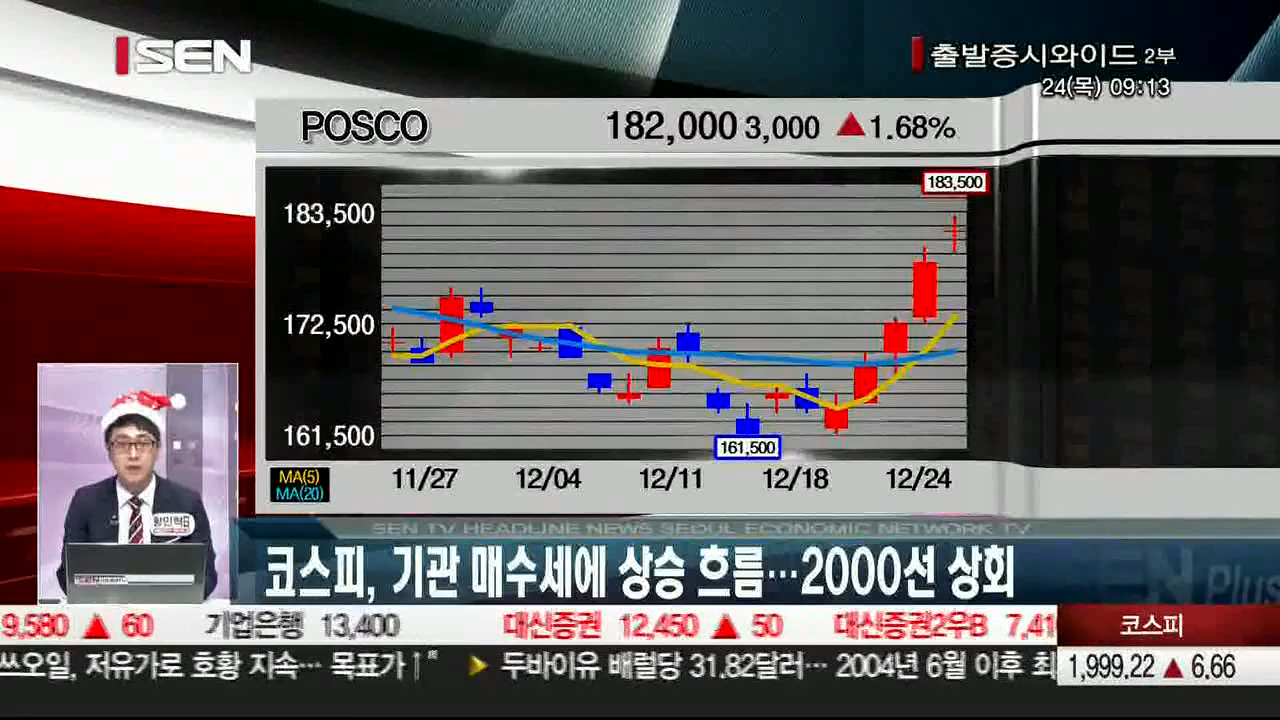 SEN
출발증시와이드 2부
24(목) 09:13
POSCO 182,000 3,000 ▲1.68%
183,500
183,500
172,500
161,500
161,500
MA(5)
MA(20)
11/27 12/04 12/11 12/18 12/24
황민혁
SEN TV HEADLINE NEWS SEOUL ECONOMIC NETWORK TV
코스피, 기관 매수세에 상승 흐름…2000선 상회
Plus
9,580 ▲ 60 기업은행 13,400 대신증권 12,450 ▲ 50 대신증권2우B 7,41
코스피
쓰오일, 저유가로 호황 지속… 목표가↑ ▶ 두바이유 배럴당 31.82달러… 2004년 6월 이후 최
1,999.22 ▲ 6.66